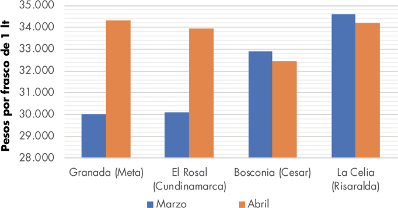 Pesos por frasco de 1 lt
35.000
34.000
33.000
32.000
31.000
30.000
29.000
28.000
Granada (Meta)
El Rosal
(Cundinamarca)
Bosconia (Cesar)
La Celia
(Risaralda)
Marzo
Abril